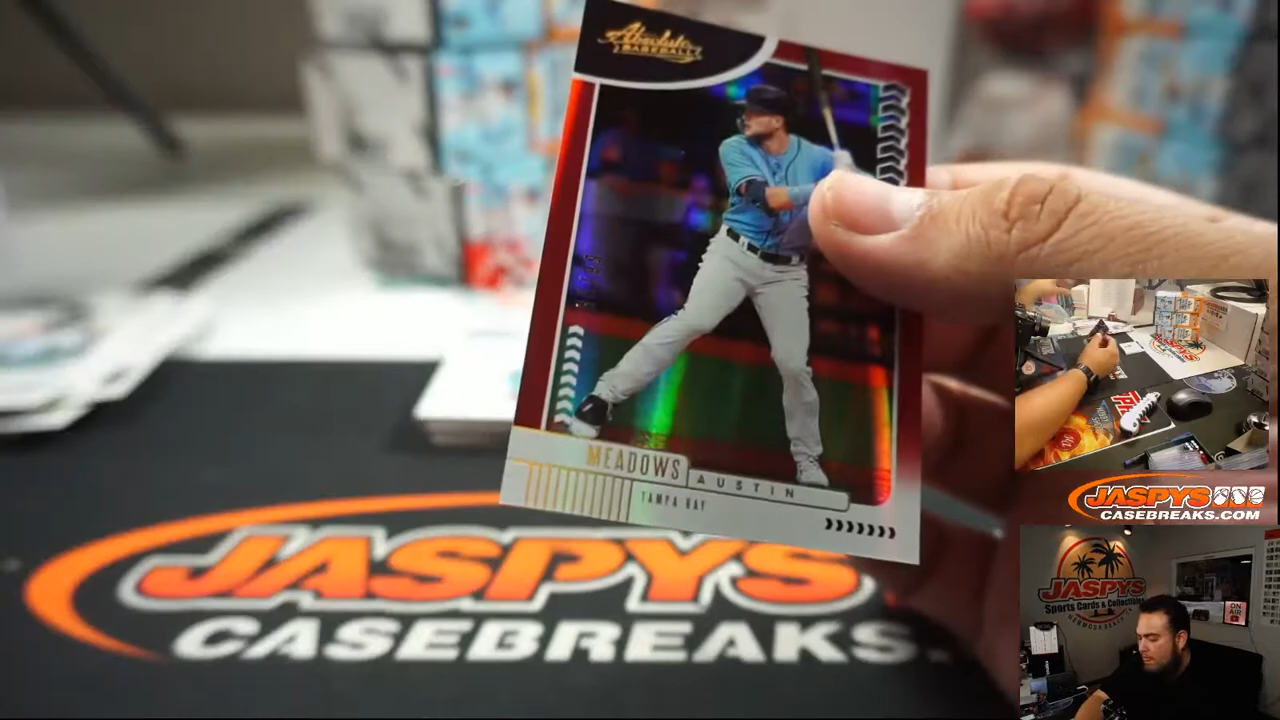 Absolute
BASEBALL
MEADOWS
AUSTIN
TAMPA BAY
JASPYS
CASEBREAKS.
JASPYS
CASEBREAKS.COM
JASPYS
Sports Cards & Collectibles
ON
AIR